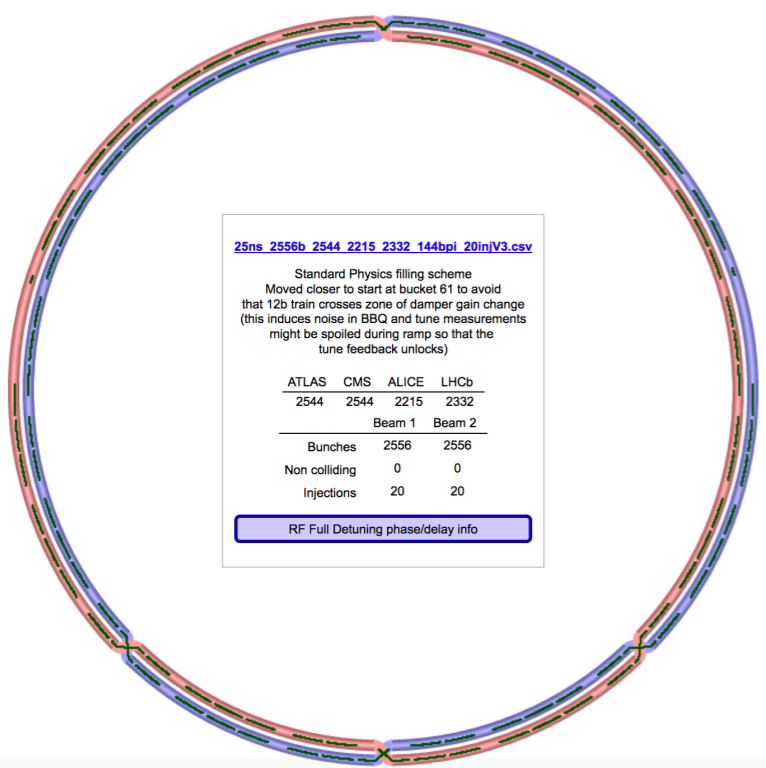 25ns_2556b_2544_2215_2332_144bpi_20injV3.csv
Standard Physics filling scheme
Moved closer to start at bucket 61 to avoid
that 12b train crosses zone of damper gain change
(this induces noise in BBQ and tune measurements
might be spoiled during ramp so that the
tune feedback unlocks)
ATLAS CMS ALICE LHCb
2544 2544 2215 2332
Beam 1 Beam 2
Bunches 2556 2556
Non colliding 0 0
Injections 20 20
RF Full Detuning phase/delay info